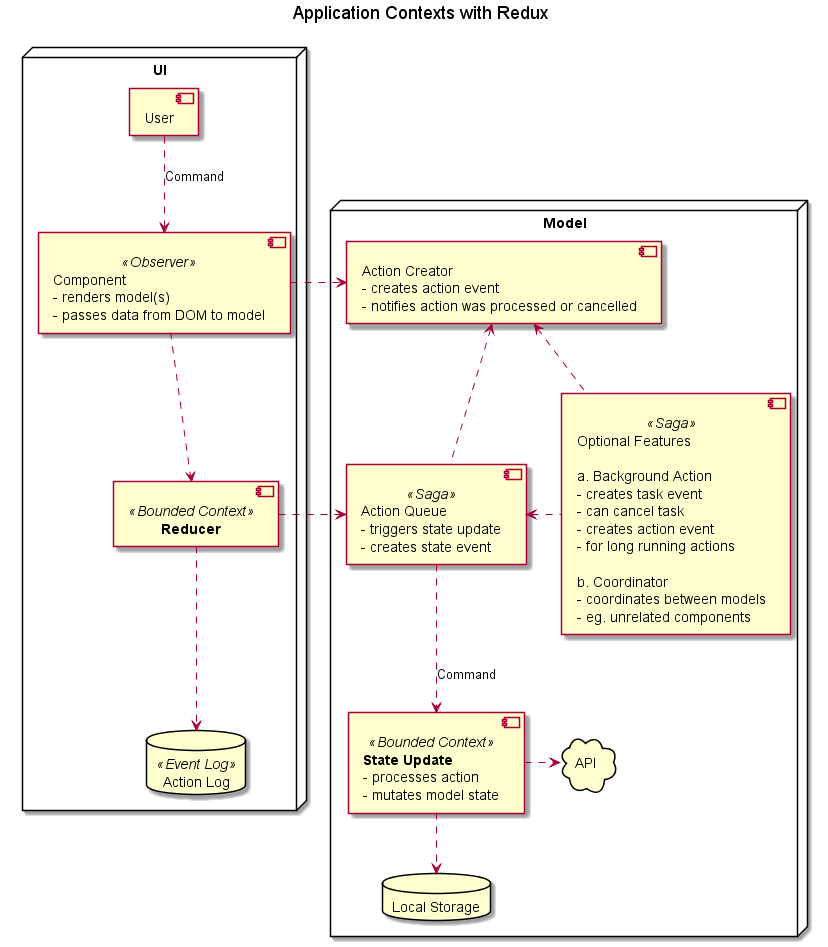 Application Contexts with Redux
UI
User
Command
«Observer»
Component
- renders model(s)
- passes data from DOM to model
«Bounded Context»
Reducer
«Event Log»
Action Log
Model
Action Creator
- creates action event
- notifies action was processed or cancelled
«Saga»
Action Queue
- triggers state update
- creates state event
«Saga»
Optional Features
a. Background Action
- creates task event
- can cancel task
- creates action event
- for long running actions
b. Coordinator
- coordinates between models
- eg. unrelated components
Command
«Bounded Context»
State Update
- processes action
- mutates model state
API
Local Storage